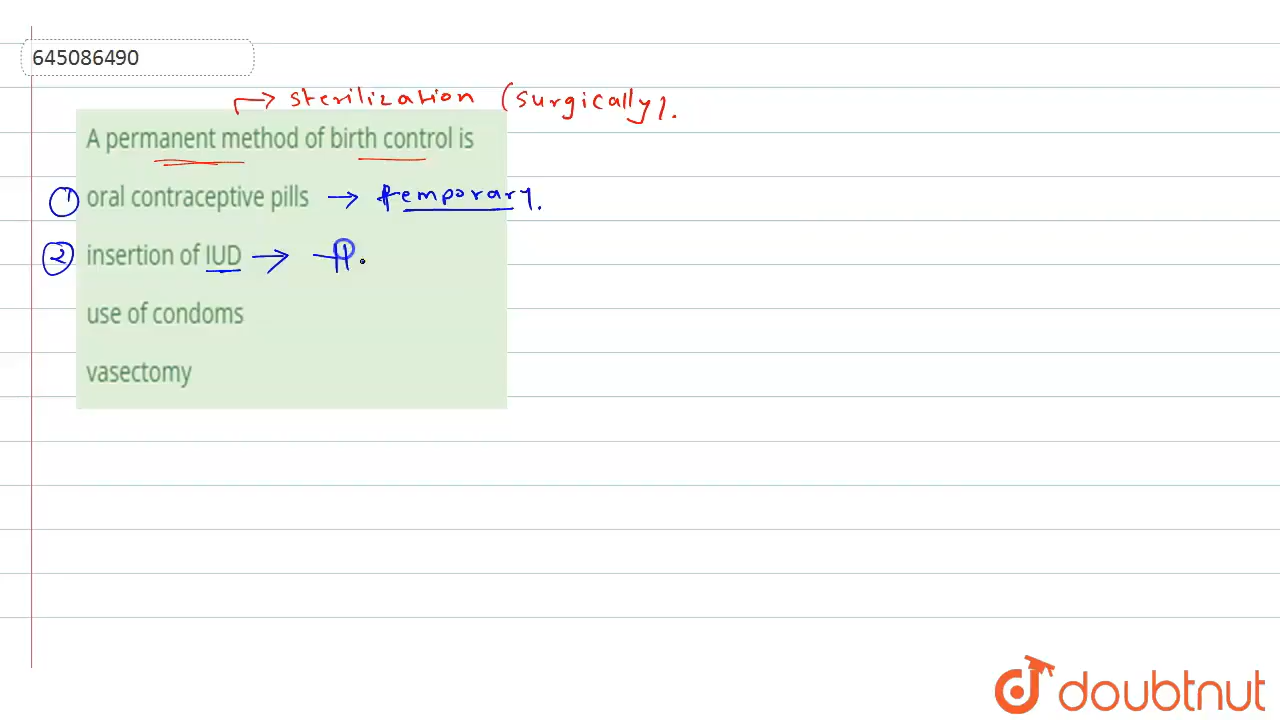 645086490
→ sterilization (surgically).
A permanent method of birth control is
① oral contraceptive pills → temporary.
② insertion of IUD →
use of condoms
vasectomy
doubtnut